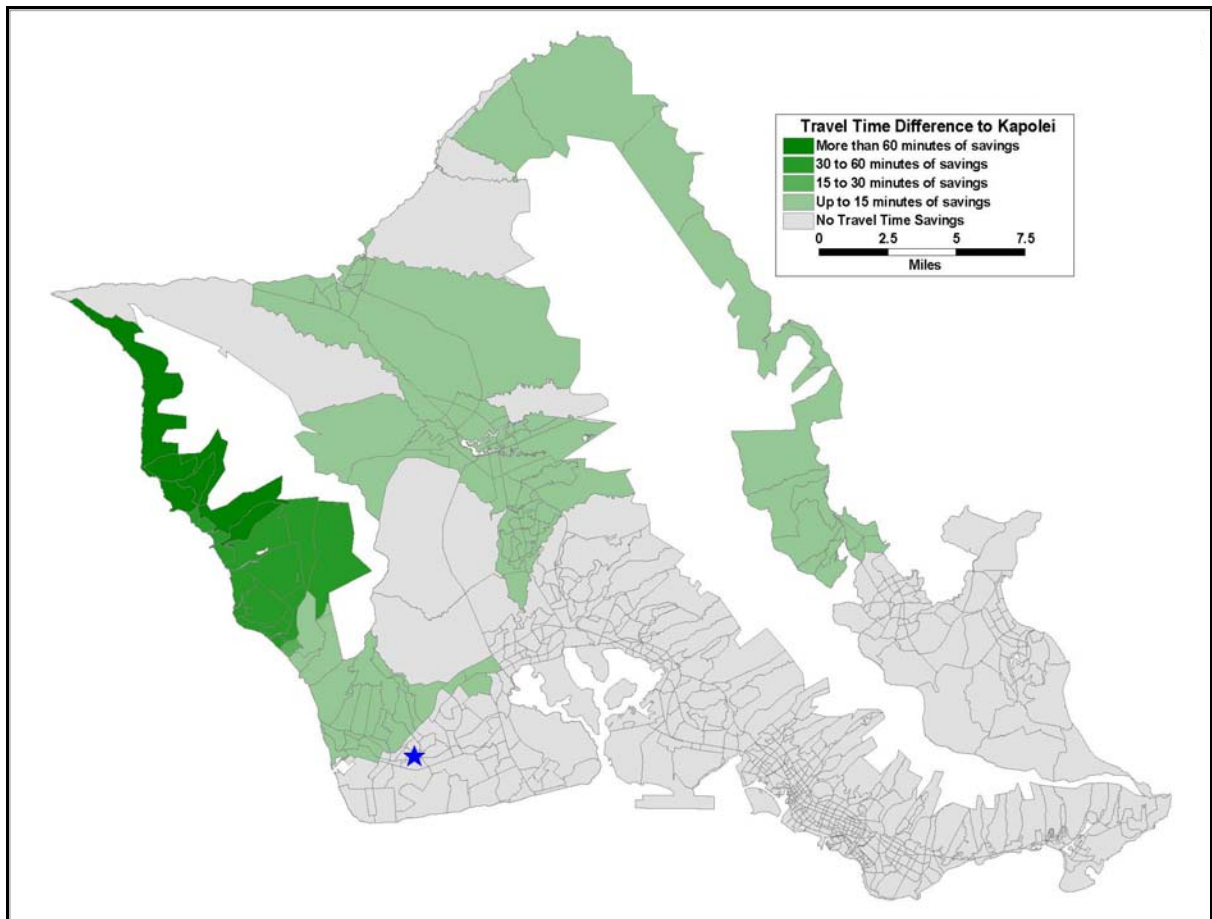 Travel Time Difference to Kapolei
More than 60 minutes of savings
30 to 60 minutes of savings
15 to 30 minutes of savings
Up to 15 minutes of savings
No Travel Time Savings
0 2.5 5 7.5
Miles